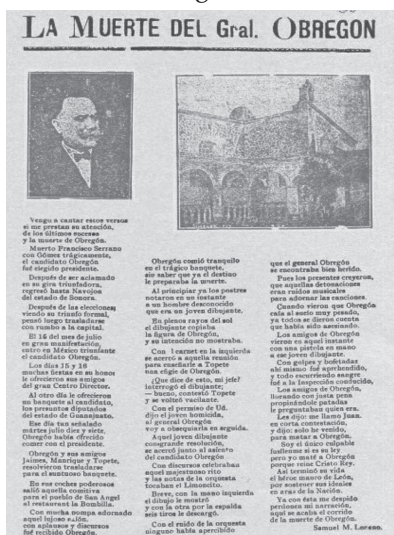 LA MUERTE DEL Gral. OBREGON
Vengo a cantar estos versos
si me prestan su atención,
de los últimos sucesos
y la muerte de Obregón.
Muerto Francisco Serrano
con Gómez trágicamente,
el candidato Obregón
fué elegido presidente.
Después de ser aclamado
en su gira triunfadora,
regresó hasta Navojoa
del estado de Sonora.
Después de las elecciones
viendo su triunfo formal,
pensó luego trasladarse
con rumbo a la capital.
El 14 del mes de julio
en gran manifestación,
entró en México triunfante
el candidato Obregón.
Los días 15 y 16
muchas fiestas en su honor
le ofrecieron sus amigos
del gran Centro Director.
Al otro día le ofrecieron
un banquete al candidato,
los presuntos diputados
del estado de Guanajuato.
Ese día tan señalado
mártes julio diez y siete,
Obregón había ofrecido
comer con el presidente.
Obregón y sus amigos
Jaimes, Manrique y Topete,
resolvieron trasladarse
para el suntuoso banquete.
En sus coches poderosos
salió aquella comitiva
para el pueblo de San Angel
al restaurant la Bombilla.
Con mucha pompa adornado
aquel lujoso salón,
con aplausos y discursos
fué recibido Obregón.
Obregón comió tranquilo
en el trágico banquete,
sin saber que ya el destino
le preparaba la muerte.
Al principiar ya los postres
notaron en un instante
a un hombre desconocido
que era un joven dibujante.
En plenos rayos del sol
el dibujante copiaba
la figura de Obregón,
y su intención no mostraba.
Con 1 carnet en la izquierda
se acercó a aquella reunión
para enseñarle a Topete
una efigie de Obregón.
¿Que dice de esto, mi jefe?
interrogó el dibujante;
— bueno, contestó Topete
y se volteó vacilante.
Con el permiso de Ud.
dijo el joven homicida,
al general Obregón
voy a obsequiarla en seguida.
Aquel joven dibujante
con grande resolución,
se acercó junto al asiento
del candidato Obregón
Con discursos celebraban
aquel majestuoso rito
y las notas de la orquesta
tocaban el Limoncito.
Breve, con la mano izquierda
el dibujo le mostró
y con la otra por la espalda
seis tiros le descargó.
Con el ruido de la orquesta
ninguno había apercibido
que el general Obregón
se encontraba bien herido.
Pues los presentes creyeron,
que aquellas detonaciones
eran ruidos musicales
para adornar las canciones.
Cuando vieron que Obregón
caía al suelo muy pesado,
ya todos se dieron cuenta
que había sido asesinado.
Los amigos de Obregón
vieron en aquel instante
con una pistola en mano
a ese joven dibujante.
Con golpes y bofetadas
ahí mismo fué aprehendido,
y todo escurriendo sangre
fué a la Inspección conducido,
Los amigos de Obregón,
llorando con justa pena
propinándole patadas
le preguntaban quien era.
Les dijo: me llamo Juan.
en corta contestación,
y dijo: solo he venido,
para matar a Obregón.
Soy el único culpable
fusílenme si es su ley
pero yo maté a Obregón
porque reine Cristo Rey.
Así terminó su vida
el héroe manco de León,
por sostener sus ideales
en aras de la Nación.
Ya con ésta me despido
perdonen mi narración,
aquí se acaba el corrido
de la muerte de Obregón.
Samuel M. Lozano.